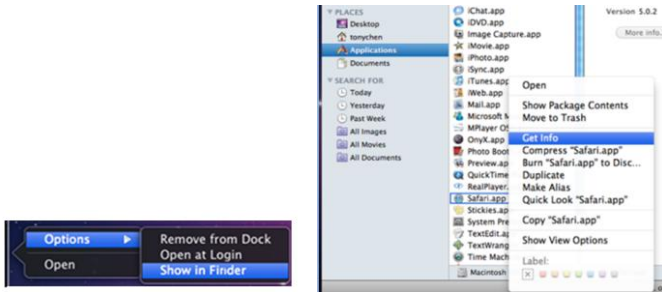 Options
Open
Remove from Dock
Open at Login
Show in Finder
PLACES
Desktop
tonychen
Applications
Documents
SEARCH FOR
Today
Yesterday
Past Week
All Images
All Movies
All Documents
iChat.app
iDVD.app
Image Capture.app
iMovie.app
iPhoto.app
iSync.app
iTunes.app
iWeb.app
Mail.app
Microsoft M
MPlayer OS
OnyX.app
Photo Boot
Preview.ap
QuickTime
RealPlayer.
Safari.app
Stickies.ap
System Pre
TextEdit.ap
TextWrang
Time Mach
Macintosh
Version 5.0.2
More info.
Open
Show Package Contents
Move to Trash
Get Info
Compress "Safari.app"
Burn "Safari.app" to Disc...
Duplicate
Make Alias
Quick Look "Safari.app"
Copy "Safari.app"
Show View Options
Label: